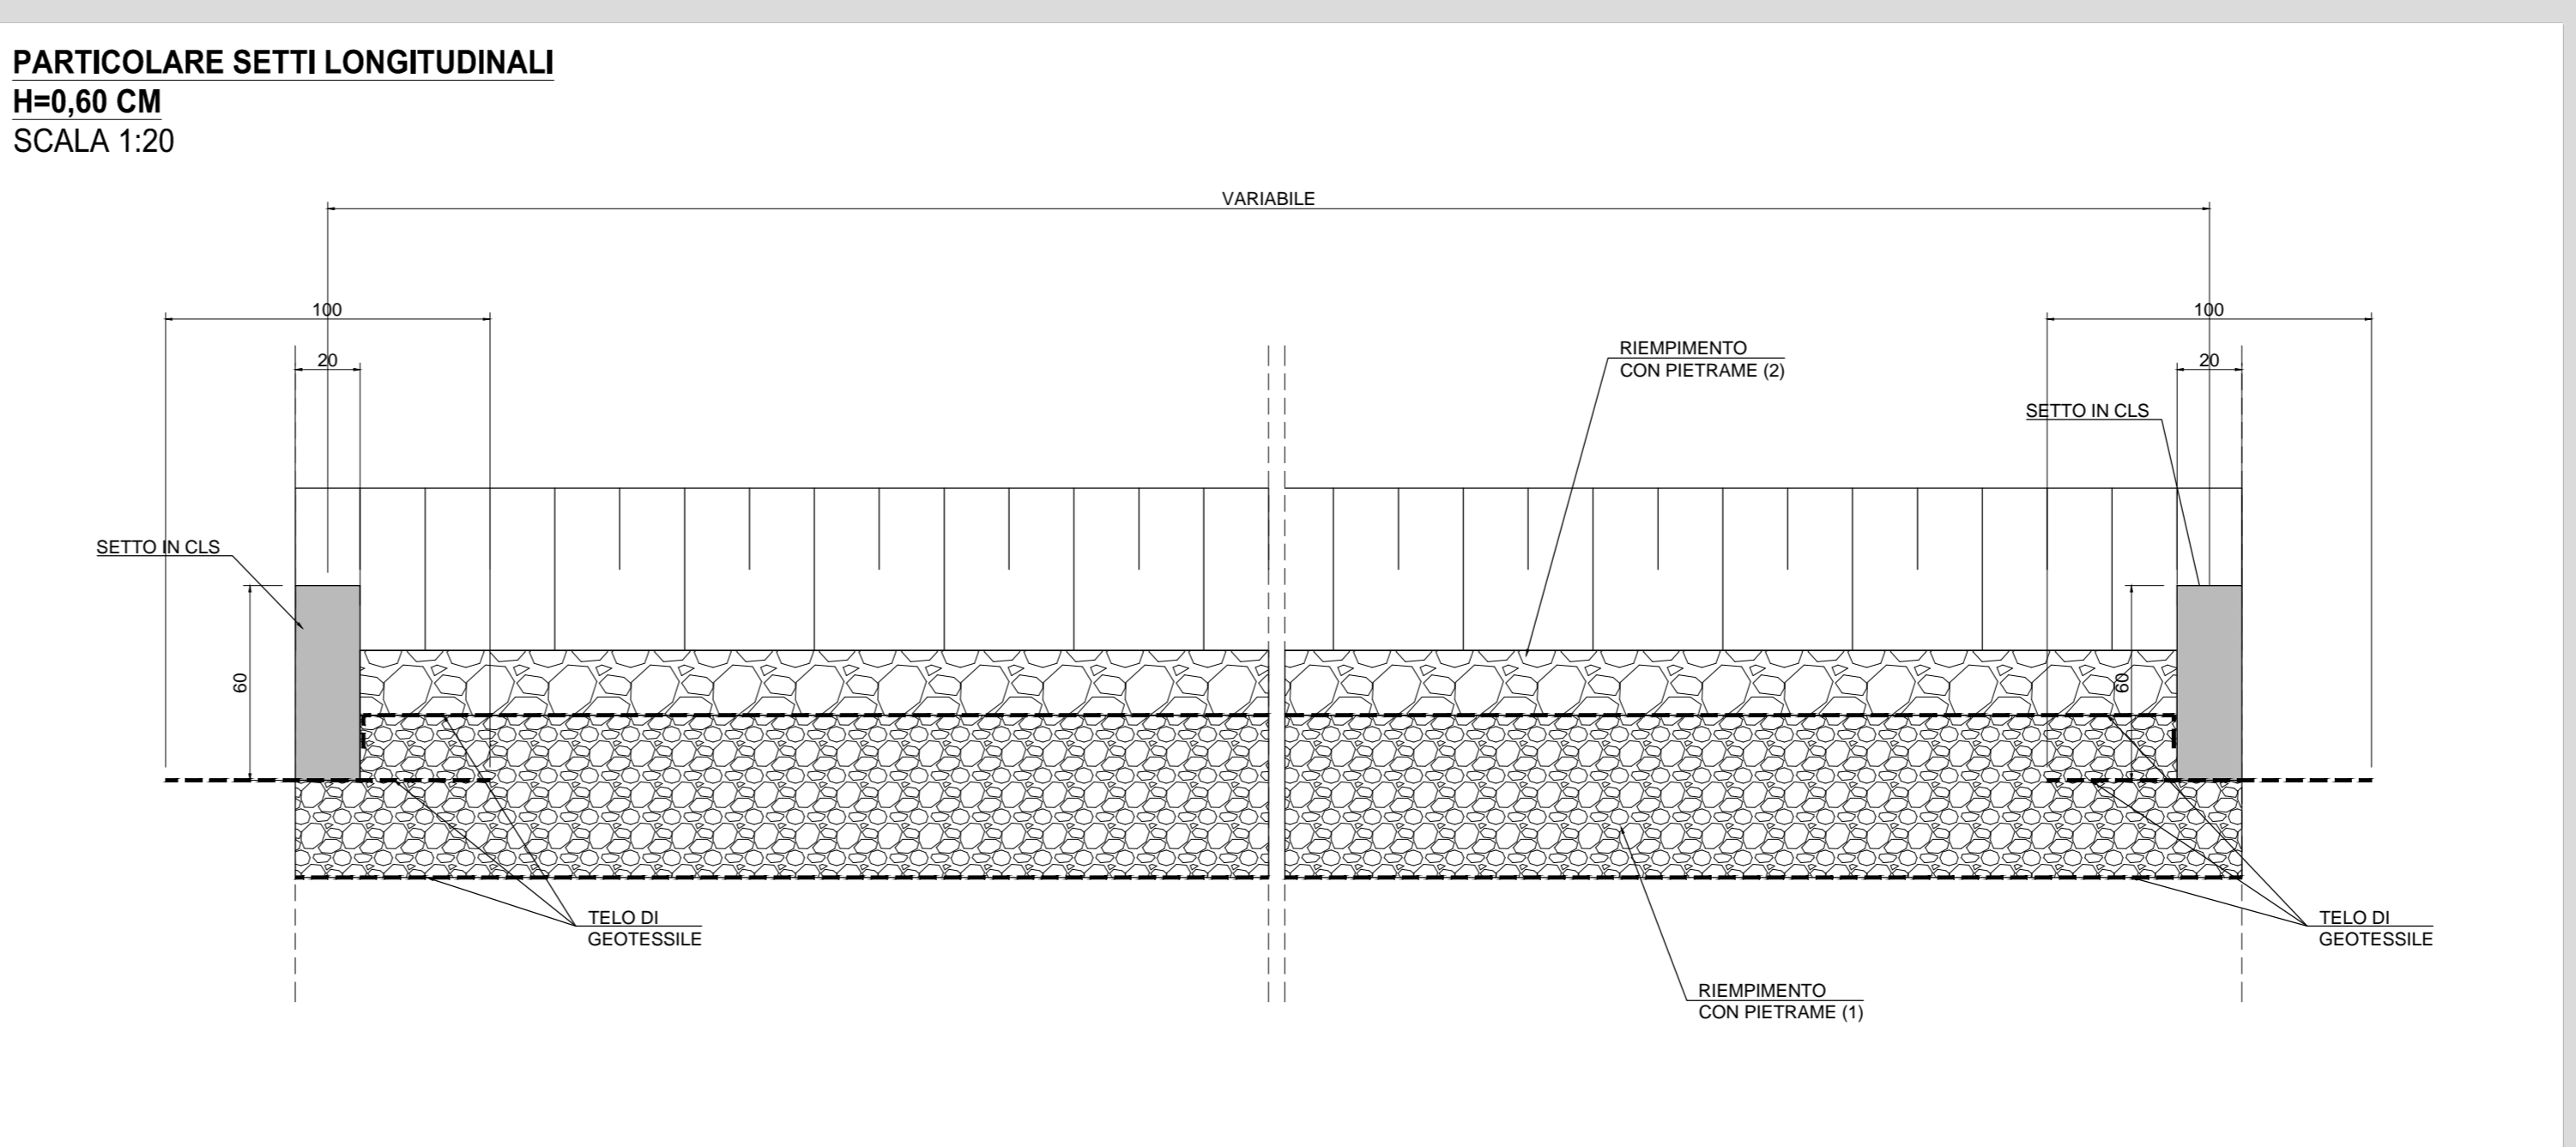 PARTICOLARE SETTI LONGITUDINALI
H=0,60 CM
SCALA 1:20
VARIABILE
100
100
20
20
RIEMPIMENTO
CON PIETRAME (2)
SETTO IN CLS
SETTO IN CLS
60
60
TELO DI
GEOTESSILE
TELO DI
GEOTESSILE
RIEMPIMENTO
CON PIETRAME (1)